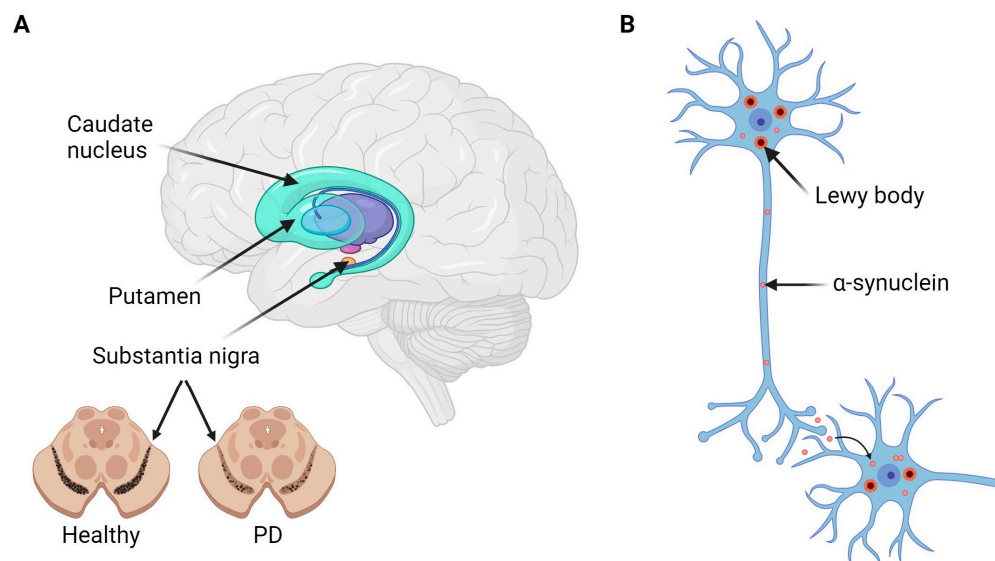 A
Caudate
nucleus
Putamen
Substantia nigra
Healthy
PD
B
Lewy body
α-synuclein